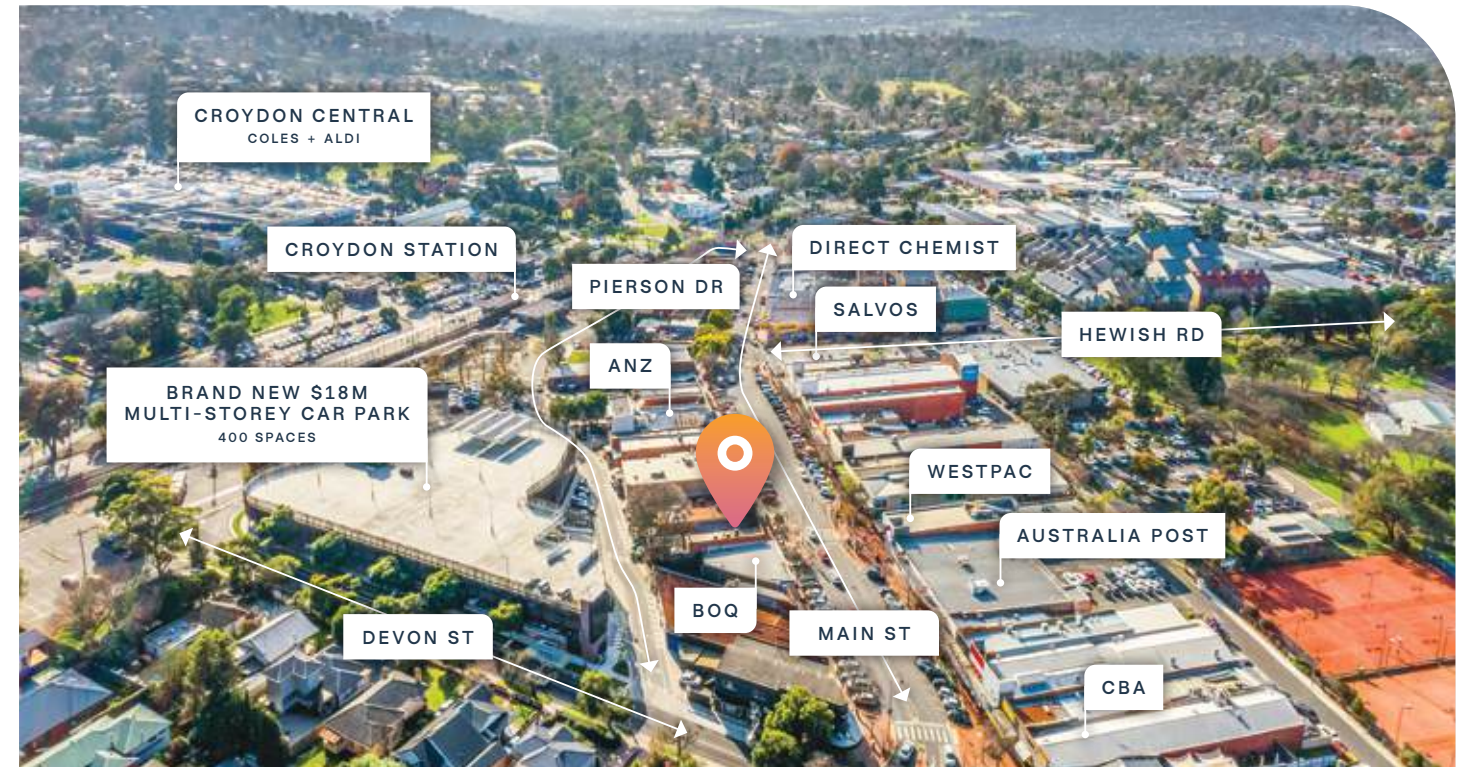 CROYDON CENTRAL
COLES + ALDI
CROYDON STATION
DIRECT CHEMIST
PIERSON DR
SALVOS
HEWISH RD
ANZ
BRAND NEW $18M
MULTI-STOREY CAR PARK
400 SPACES
WESTPAC
AUSTRALIA POST
BOQ
MAIN ST
DEVON ST
CBA